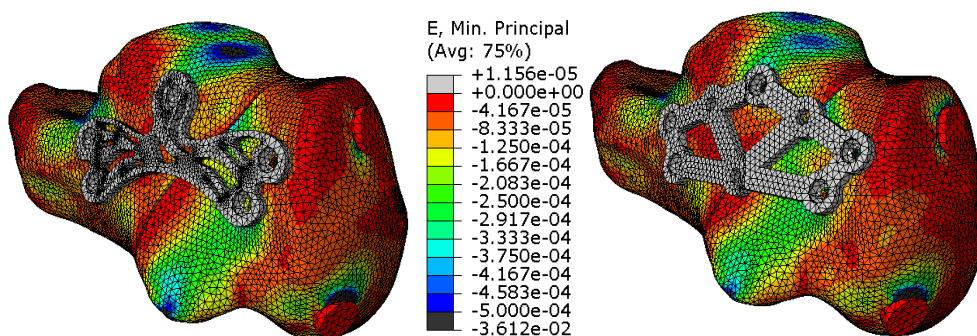 E, Min. Principal
(Avg: 75%)
+1.156e-05
+0.000e+00
-4.167e-05
-8.333e-05
-1.250e-04
-1.667e-04
-2.083e-04
-2.500e-04
-2.917e-04
-3.333e-04
-3.750e-04
-4.167e-04
-4.583e-04
-5.000e-04
-3.612e-02